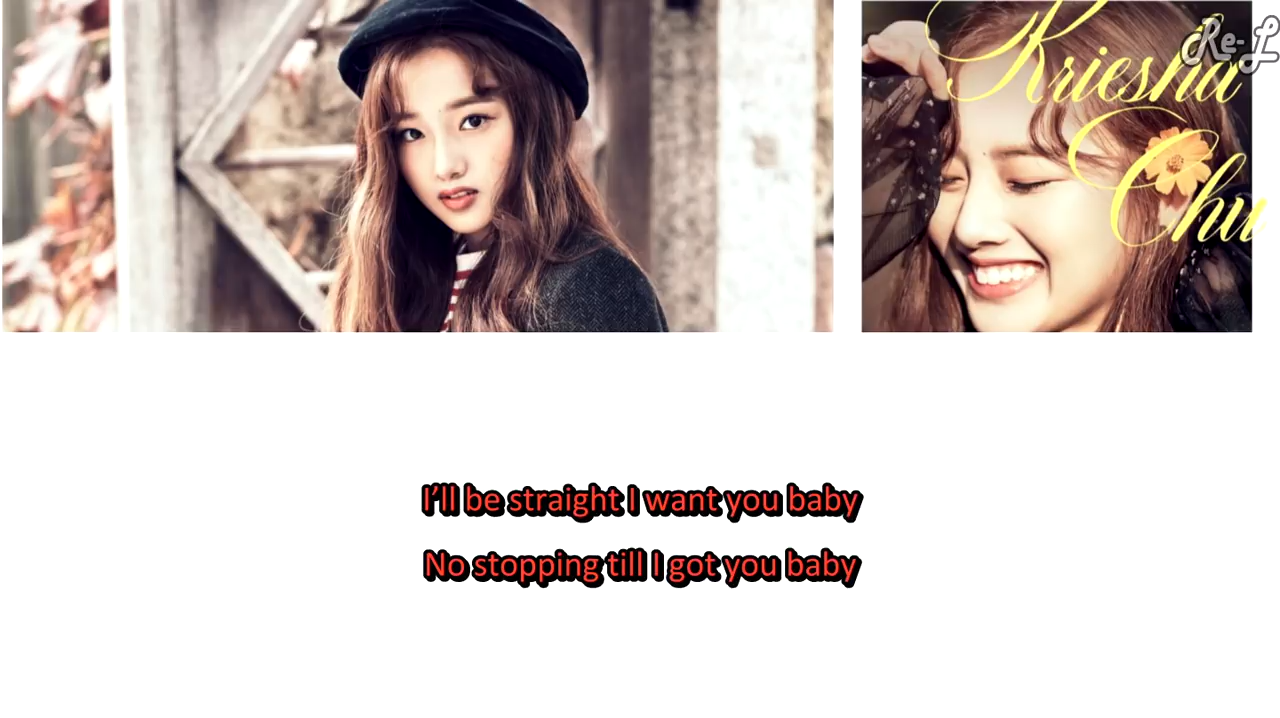 Re-L
Kriesha
Chu
I'll be straight I want you baby
No stopping till I got you baby